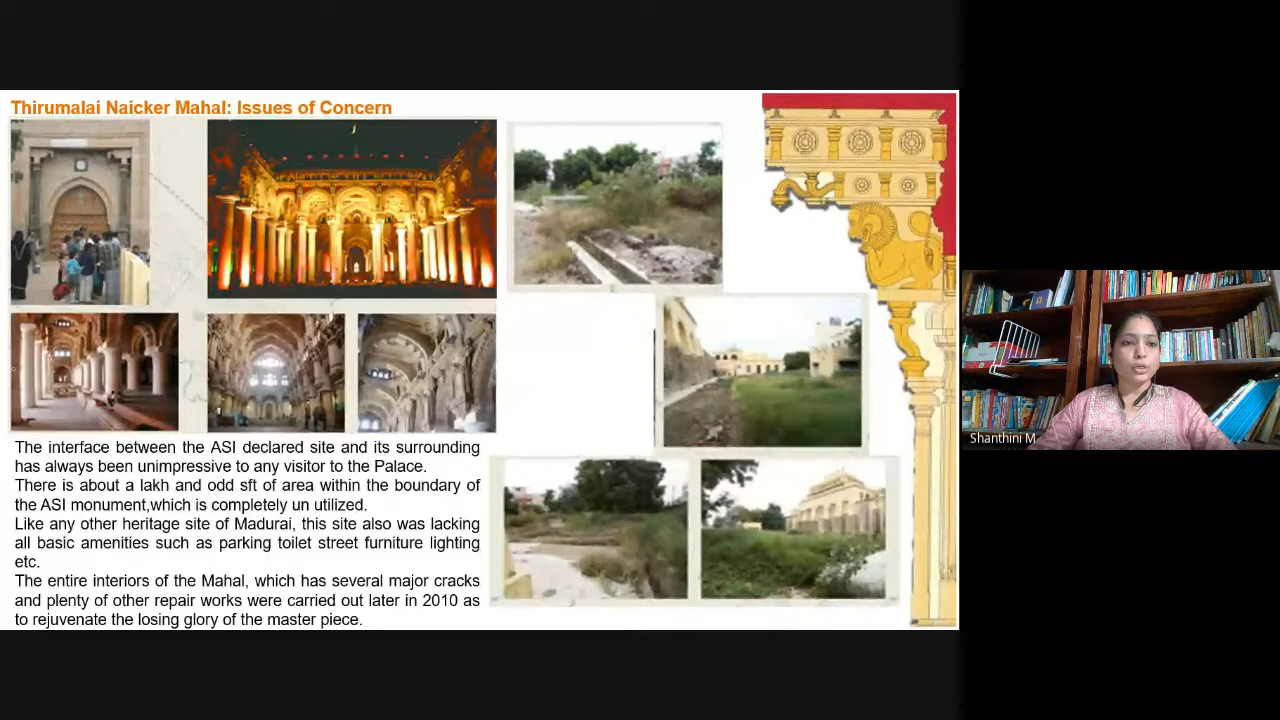 Thirumalai Naicker Mahal: Issues of Concern
The interface between the ASI declared site and its surrounding
has always been unimpressive to any visitor to the Palace.
There is about a lakh and odd sft of area within the boundary of
the ASI monument,which is completely un utilized.
Like any other heritage site of Madurai, this site also was lacking
all basic amenities such as parking toilet street furniture lighting
etc.
The entire interiors of the Mahal, which has several major cracks
and plenty of other repair works were carried out later in 2010 as
to rejuvenate the losing glory of the master piece.
Shanthini M